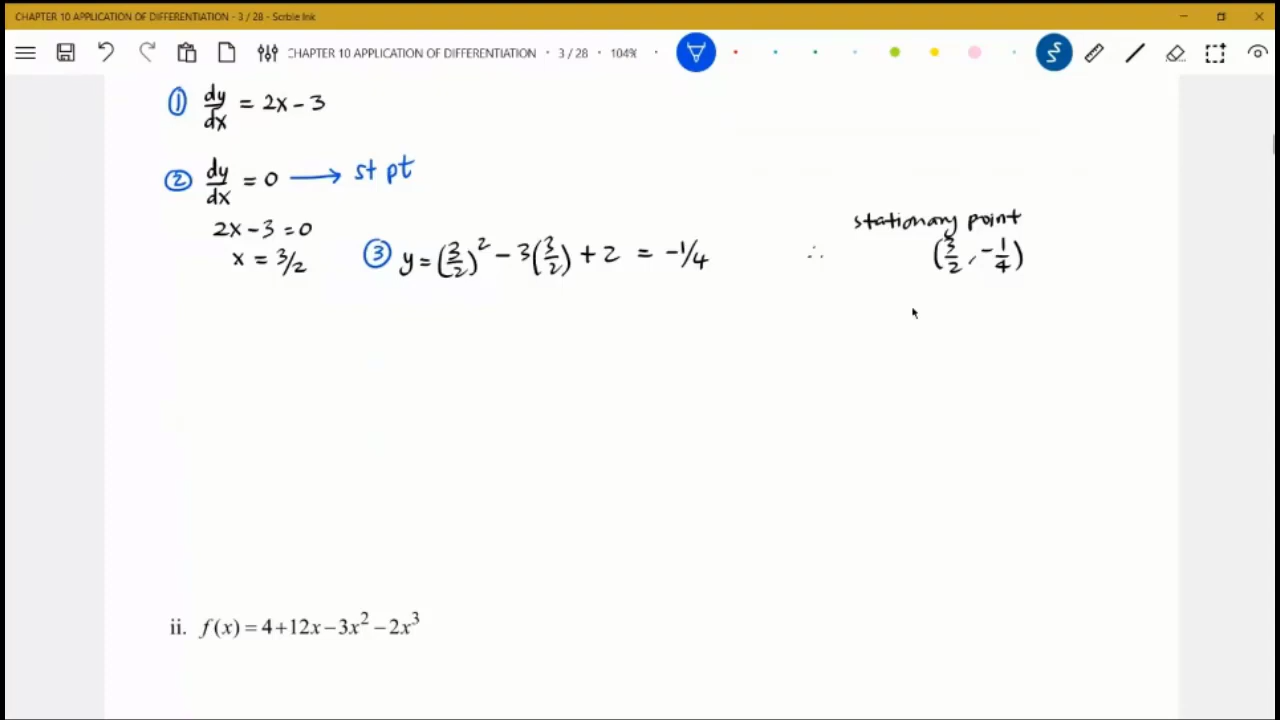 CHAPTER 10 APPLICATION OF DIFFERENTIATION - 3 / 28 - Scrble Ink
CHAPTER 10 APPLICATION OF DIFFERENTIATION • 3 / 28 • 104%
① dy/dx = 2x - 3
② dy/dx = 0 ⟶ st pt
2x - 3 = 0
x = 3/2
③ y = (3/2)² - 3(3/2) + 2 = -1/4
∴ stationary point
(3/2, -1/4)
ii. f(x) = 4+12x−3x²−2x³